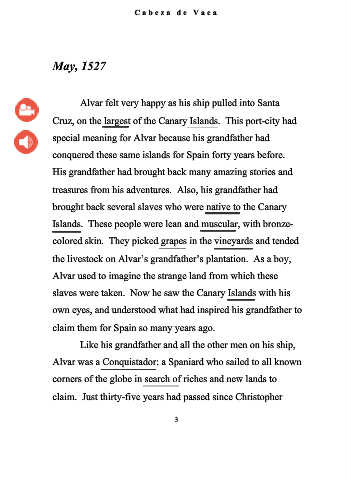 Cabeza de Vaca
May, 1527
Alvar felt very happy as his ship pulled into Santa
Cruz, on the largest of the Canary Islands. This port-city had
special meaning for Alvar because his grandfather had
conquered these same islands for Spain forty years before.
His grandfather had brought back many amazing stories and
treasures from his adventures. Also, his grandfather had
brought back several slaves who were native to the Canary
Islands. These people were lean and muscular, with bronze-
colored skin. They picked grapes in the vineyards and tended
the livestock on Alvar's grandfather's plantation. As a boy,
Alvar used to imagine the strange land from which these
slaves were taken. Now he saw the Canary Islands with his
own eyes, and understood what had inspired his grandfather to
claim them for Spain so many years ago.
Like his grandfather and all the other men on his ship,
Alvar was a Conquistador: a Spaniard who sailed to all known
corners of the globe in search of riches and new lands to
claim. Just thirty-five years had passed since Christopher
3